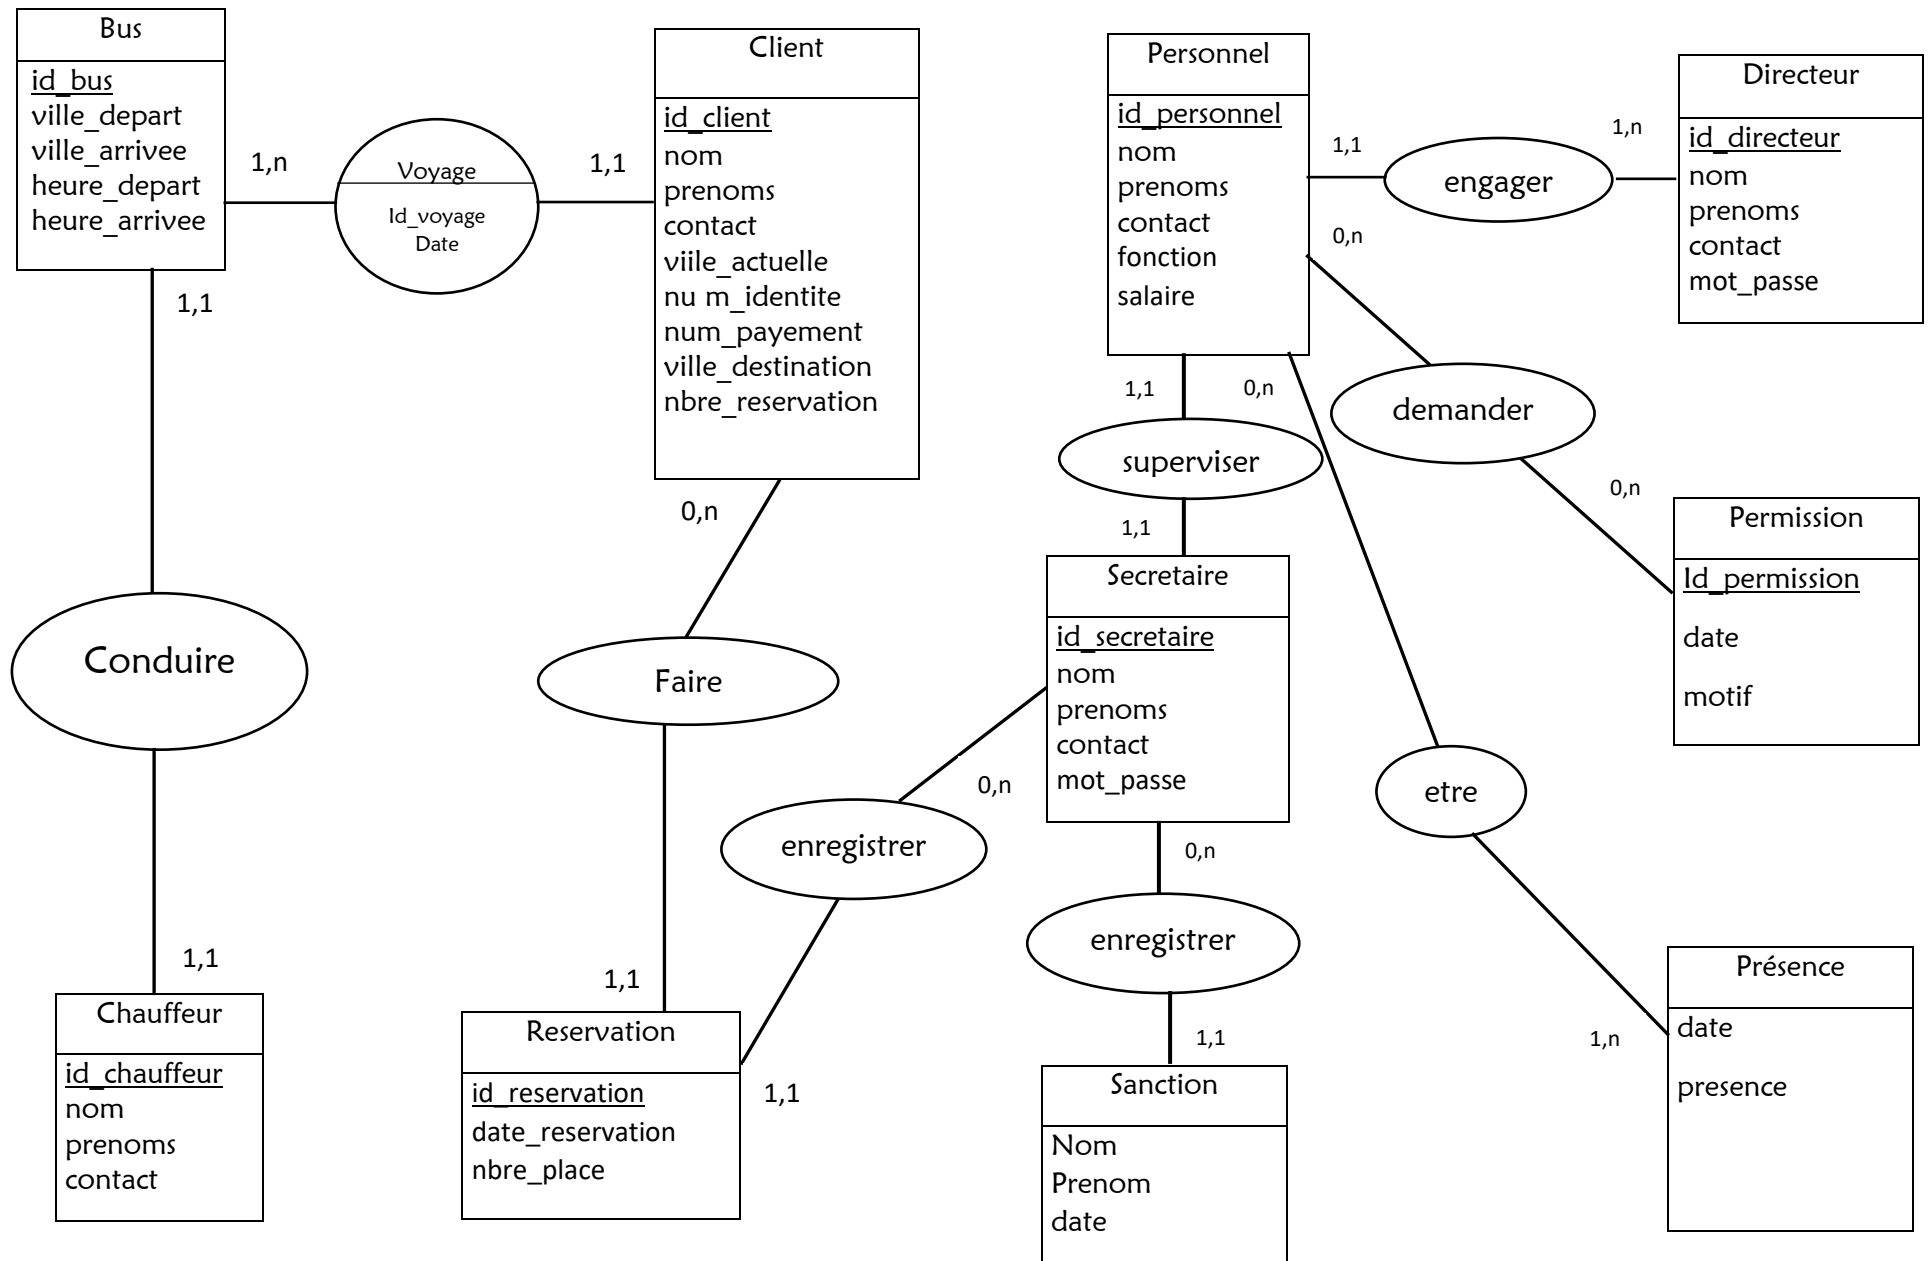 Bus
id_bus
ville_depart
ville_arrivee
heure_depart
heure_arrivee
1,n
Voyage
Id_voyage
Date
1,1
Client
id_client
nom
prenoms
contact
viile_actuelle
nu m_identite
num_payement
ville_destination
nbre_reservation
Personnel
id_personnel
nom
prenoms
contact
fonction
salaire
1,1
engager
1,n
Directeur
id_directeur
nom
prenoms
contact
mot_passe
0,n
demander
0,n
Permission
Id_permission
date
motif
1,1
superviser
1,1
0,n
etre
1,n
Présence
date
presence
Secretaire
id_secretaire
nom
prenoms
contact
mot_passe
1,1
Conduire
1,1
Chauffeur
id_chauffeur
nom
prenoms
contact
0,n
Faire
1,1
Reservation
id_reservation
date_reservation
nbre_place
0,n
enregistrer
1,1
0,n
enregistrer
1,1
Sanction
Nom
Prenom
date